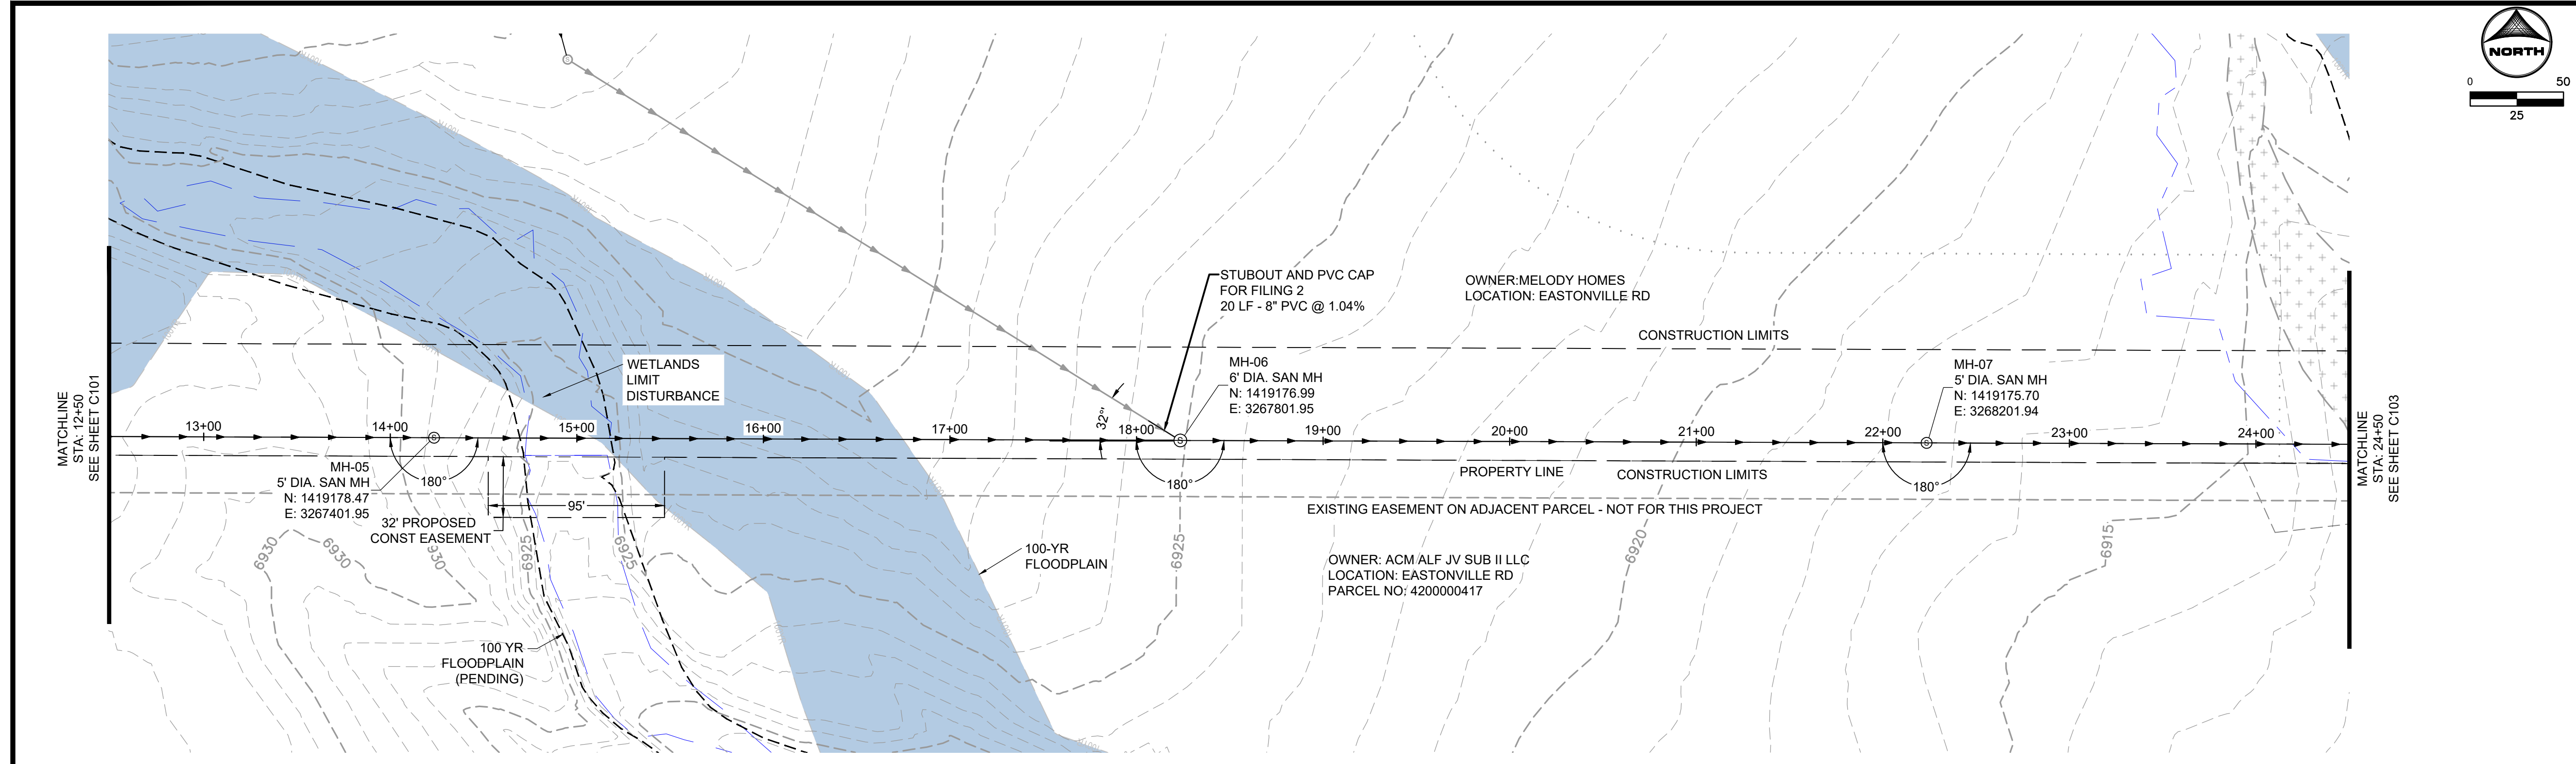 NORTH
0 50
25
MATCHLINE
STA: 12+50
SEE SHEET C101
STUBOUT AND PVC CAP
FOR FILING 2
20 LF - 8" PVC @ 1.04%
OWNER:MELODY HOMES
LOCATION: EASTONVILLE RD
CONSTRUCTION LIMITS
WETLANDS
LIMIT
DISTURBANCE
MH-06
6' DIA. SAN MH
N: 1419176.99
E: 3267801.95
MH-07
5' DIA. SAN MH
N: 1419175.70
E: 3268201.94
32°
13+00 14+00 15+00 16+00 17+00 18+00 19+00 20+00 21+00 22+00 23+00 24+00
S S S S
MH-05
5' DIA. SAN MH
N: 1419178.47
E: 3267401.95
180°
180°
180°
PROPERTY LINE
CONSTRUCTION LIMITS
95'
32' PROPOSED
CONST EASEMENT
EXISTING EASEMENT ON ADJACENT PARCEL - NOT FOR THIS PROJECT
6930
6930
6930
6925
6925
6925
6920
6915
100-YR
FLOODPLAIN
OWNER: ACM ALF JV SUB II LLC
LOCATION: EASTONVILLE RD
PARCEL NO: 4200000417
100 YR
FLOODPLAIN
(PENDING)
MATCHLINE
STA: 24+50
SEE SHEET C103